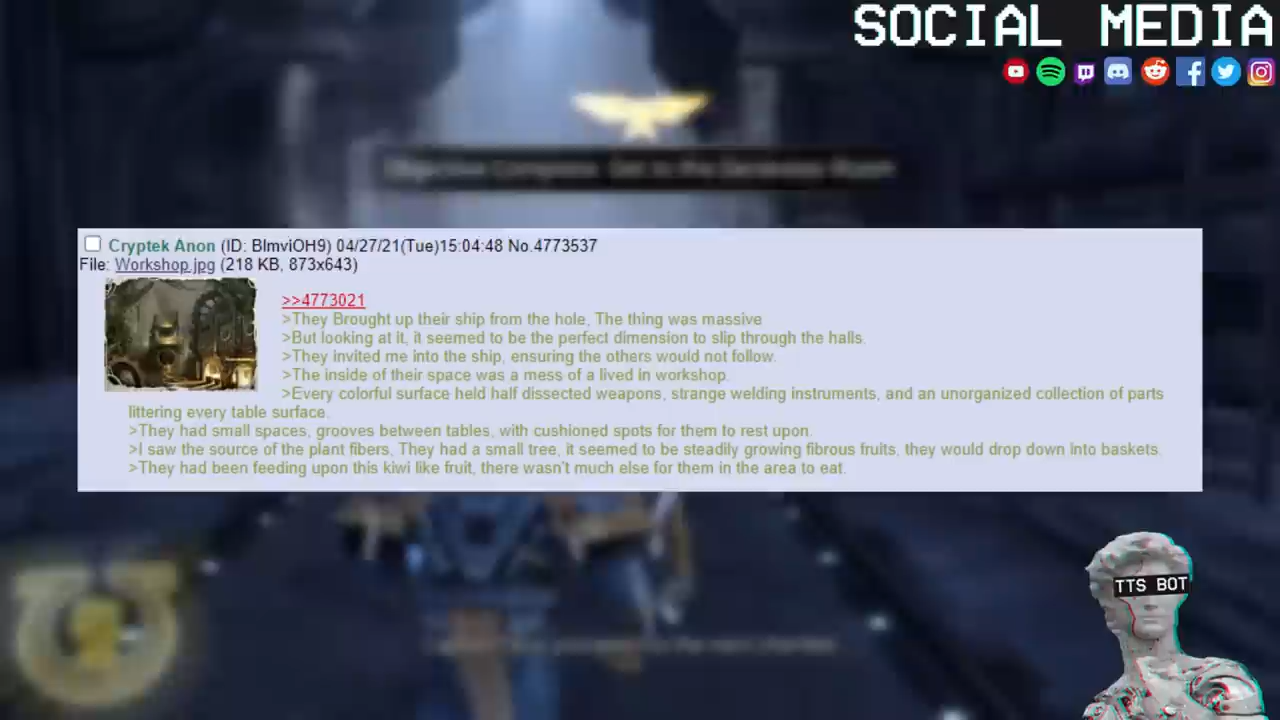 SOCIAL MEDIA
Cryptek Anon (ID: BlmviOH9) 04/27/21(Tue)15:04:48 No.4773537
File: Workshop.jpg (218 KB, 873x643)
>>4773021
>They Brought up their ship from the hole, The thing was massive
>But looking at it, it seemed to be the perfect dimension to slip through the halls.
>They invited me into the ship, ensuring the others would not follow.
>The inside of their space was a mess of a lived in workshop.
>Every colorful surface held half dissected weapons, strange welding instruments, and an unorganized collection of parts
littering every table surface.
>They had small spaces, grooves between tables, with cushioned spots for them to rest upon.
>I saw the source of the plant fibers, They had a small tree, it seemed to be steadily growing fibrous fruits, they would drop down into baskets.
>They had been feeding upon this kiwi like fruit, there wasn't much else for them in the area to eat.
TTS BOT